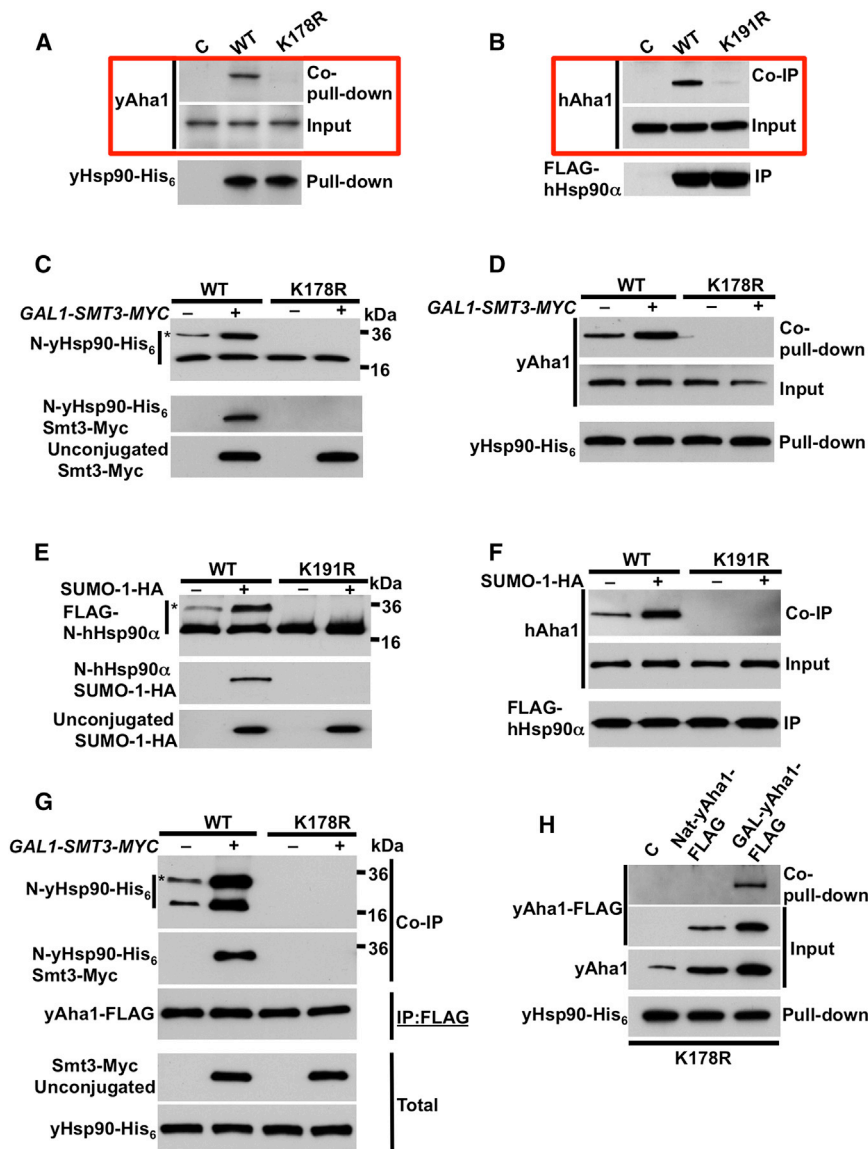 A
C WT K178R
yAha1
Co-
pull-down
Input
yHsp90-His₆
Pull-down
B
C WT K191R
hAha1
Co-IP
Input
FLAG-
hHsp90α
IP
C
WT K178R
GAL1-SMT3-MYC – + – + kDa
N-yHsp90-His₆ * 36
16
N-yHsp90-His₆
Smt3-Myc
Unconjugated
Smt3-Myc
D
WT K178R
GAL1-SMT3-MYC – + – +
yAha1
Co-
pull-down
Input
yHsp90-His₆
Pull-down
E
WT K191R
SUMO-1-HA – + – + kDa
FLAG-
N-hHsp90α
* 36
16
N-hHsp90α
SUMO-1-HA
Unconjugated
SUMO-1-HA
F
WT K191R
SUMO-1-HA – + – +
hAha1
Co-IP
Input
FLAG-
hHsp90α
IP
G
WT K178R
GAL1-SMT3-MYC – + – + kDa
N-yHsp90-His₆ * 36
16
Co-IP
N-yHsp90-His₆
Smt3-Myc
36
yAha1-FLAG
IP:FLAG
Smt3-Myc
Unconjugated
Total
yHsp90-His₆
H
C
Nat-yAha1-
FLAG
GAL-yAha1-
FLAG
yAha1-FLAG
Co-
pull-down
Input
yAha1
yHsp90-His₆
Pull-down
K178R